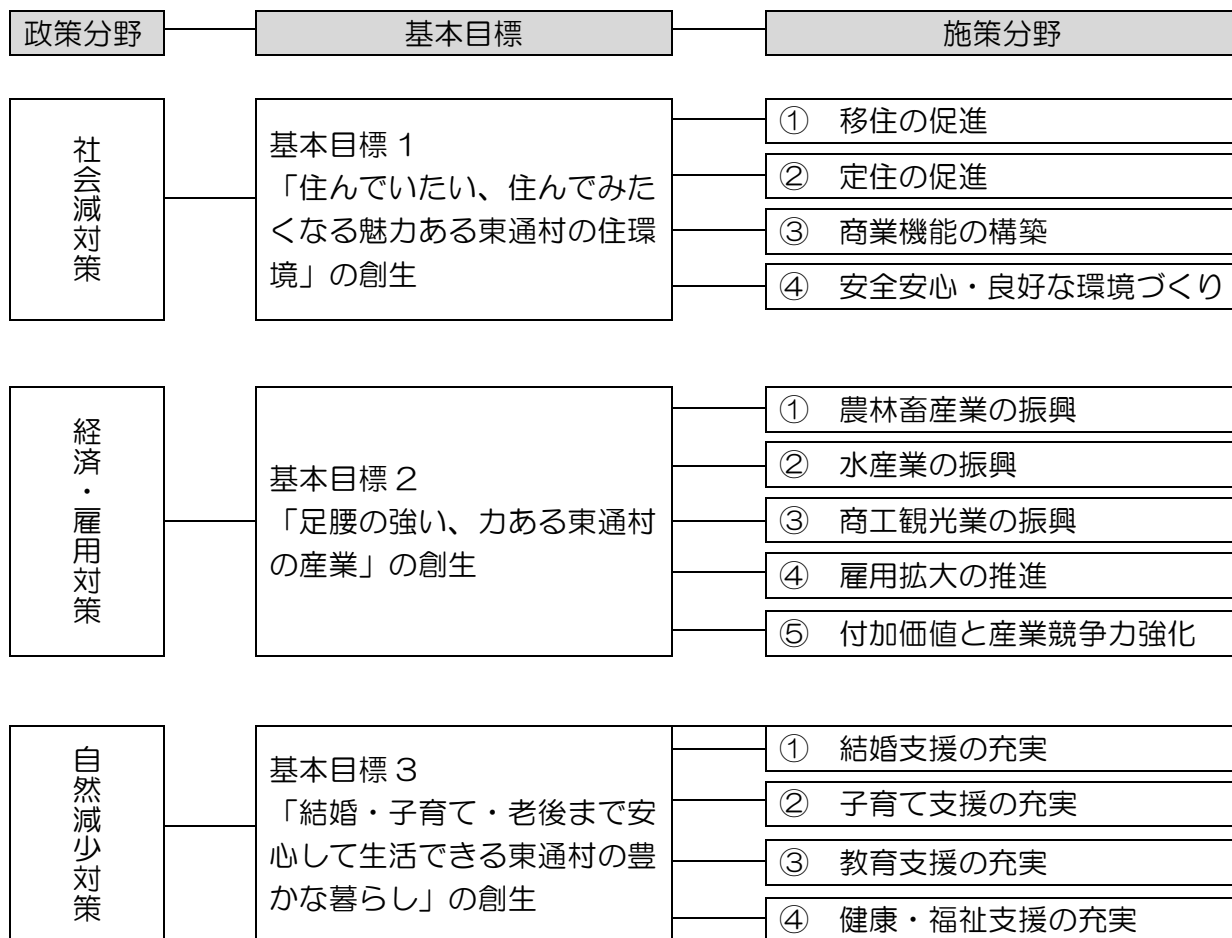 政策分野
基本目標
施策分野
社会減対策
基本目標 1
「住んでいたい、住んでみた
くなる魅力ある東通村の住環
境」の創生
① 移住の促進
② 定住の促進
③ 商業機能の構築
④ 安全安心・良好な環境づくり
経済・雇用対策
基本目標 2
「足腰の強い、力ある東通村
の産業」の創生
① 農林畜産業の振興
② 水産業の振興
③ 商工観光業の振興
④ 雇用拡大の推進
⑤ 付加価値と産業競争力強化
自然減少対策
基本目標 3
「結婚・子育て・老後まで安
心して生活できる東通村の豊
かな暮らし」の創生
① 結婚支援の充実
② 子育て支援の充実
③ 教育支援の充実
④ 健康・福祉支援の充実